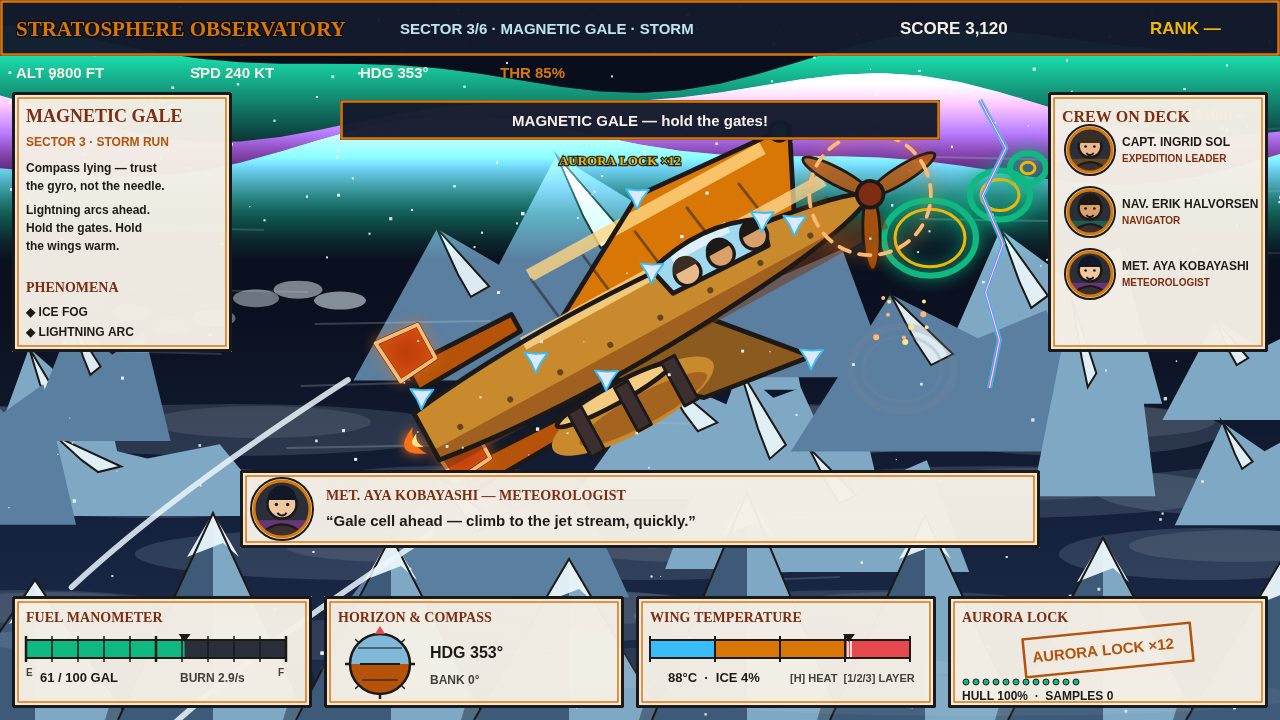 STRATOSPHERE OBSERVATORY
SECTOR 3/6 · MAGNETIC GALE · STORM
SCORE 3,120
RANK —
ALT 9800 FT
SPD 240 KT
HDG 353°
THR 85%
MAGNETIC GALE
SECTOR 3 · STORM RUN
Compass lying — trust
the gyro, not the needle.
Lightning arcs ahead.
Hold the gates. Hold
the wings warm.
PHENOMENA
◆ ICE FOG
◆ LIGHTNING ARC
MAGNETIC GALE — hold the gates!
AURORA LOCK ×12
CREW ON DECK
CAPT. INGRID SOL
EXPEDITION LEADER
NAV. ERIK HALVORSEN
NAVIGATOR
MET. AYA KOBAYASHI
METEOROLOGIST
MET. AYA KOBAYASHI — METEOROLOGIST
“Gale cell ahead — climb to the jet stream, quickly.”
FUEL MANOMETER
E
F
61 / 100 GAL
BURN 2.9/s
HORIZON & COMPASS
HDG 353°
BANK 0°
WING TEMPERATURE
88°C · ICE 4%
[H] HEAT [1/2/3] LAYER
AURORA LOCK
AURORA LOCK ×12
HULL 100% · SAMPLES 0